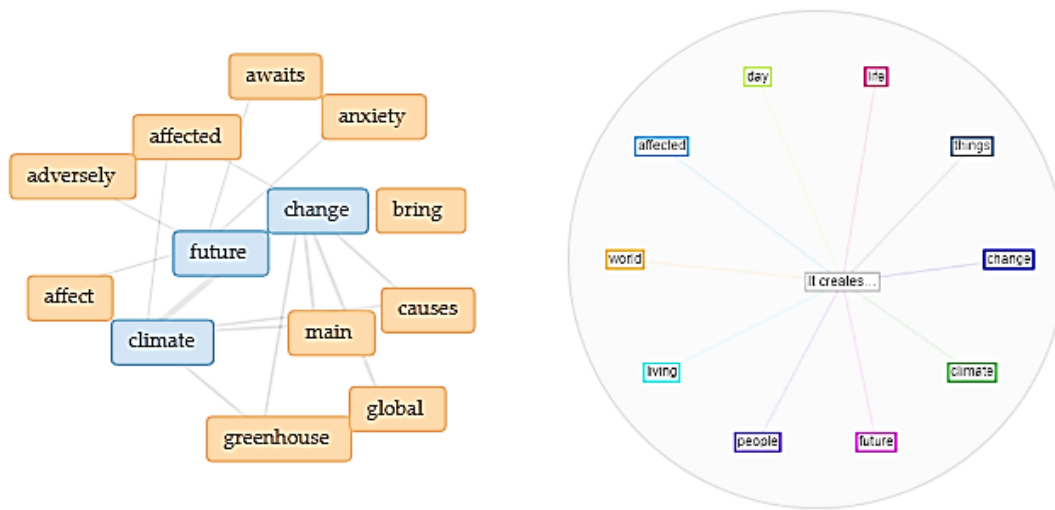 awaits
anxiety
affected
adversely
change
bring
future
affect
causes
main
climate
global
greenhouse
day
life
affected
things
world
change
II creates...
living
climate
people
future